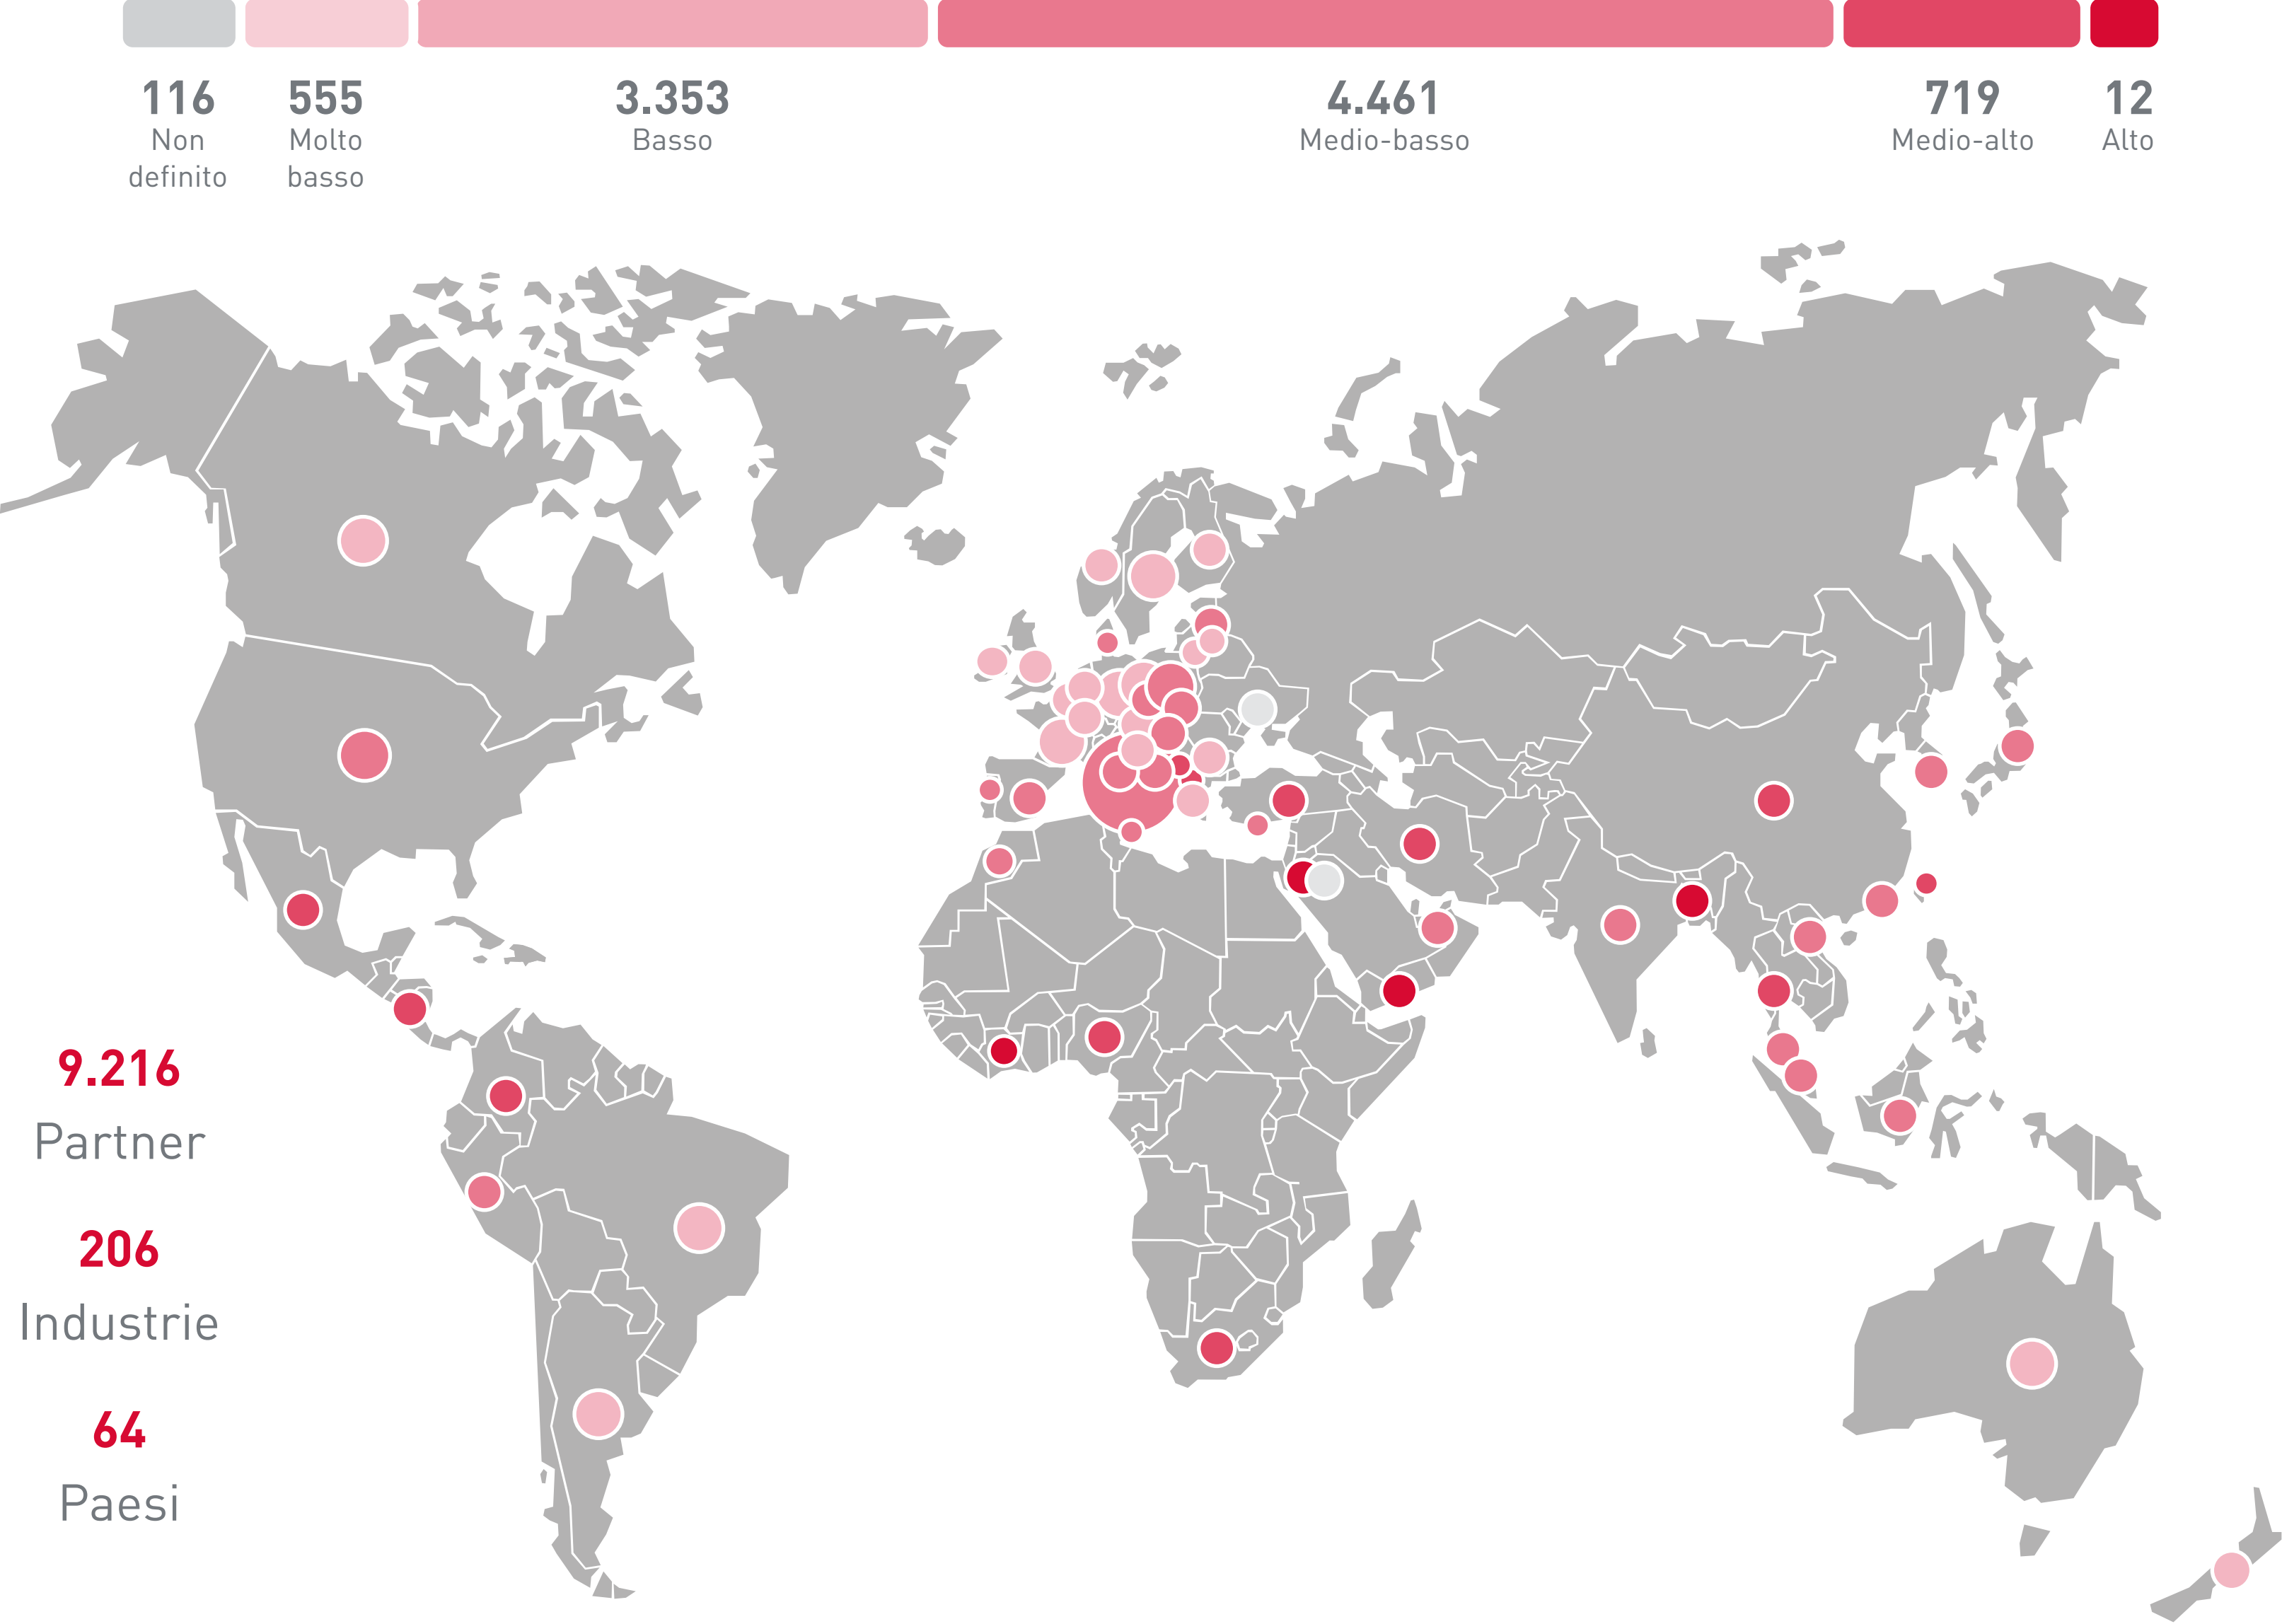 116
Non
definito
555
Molto
basso
3.353
Basso
4.461
Medio-basso
719
Medio-alto
12
Alto
9.216
Partner
206
Industrie
64
Paesi